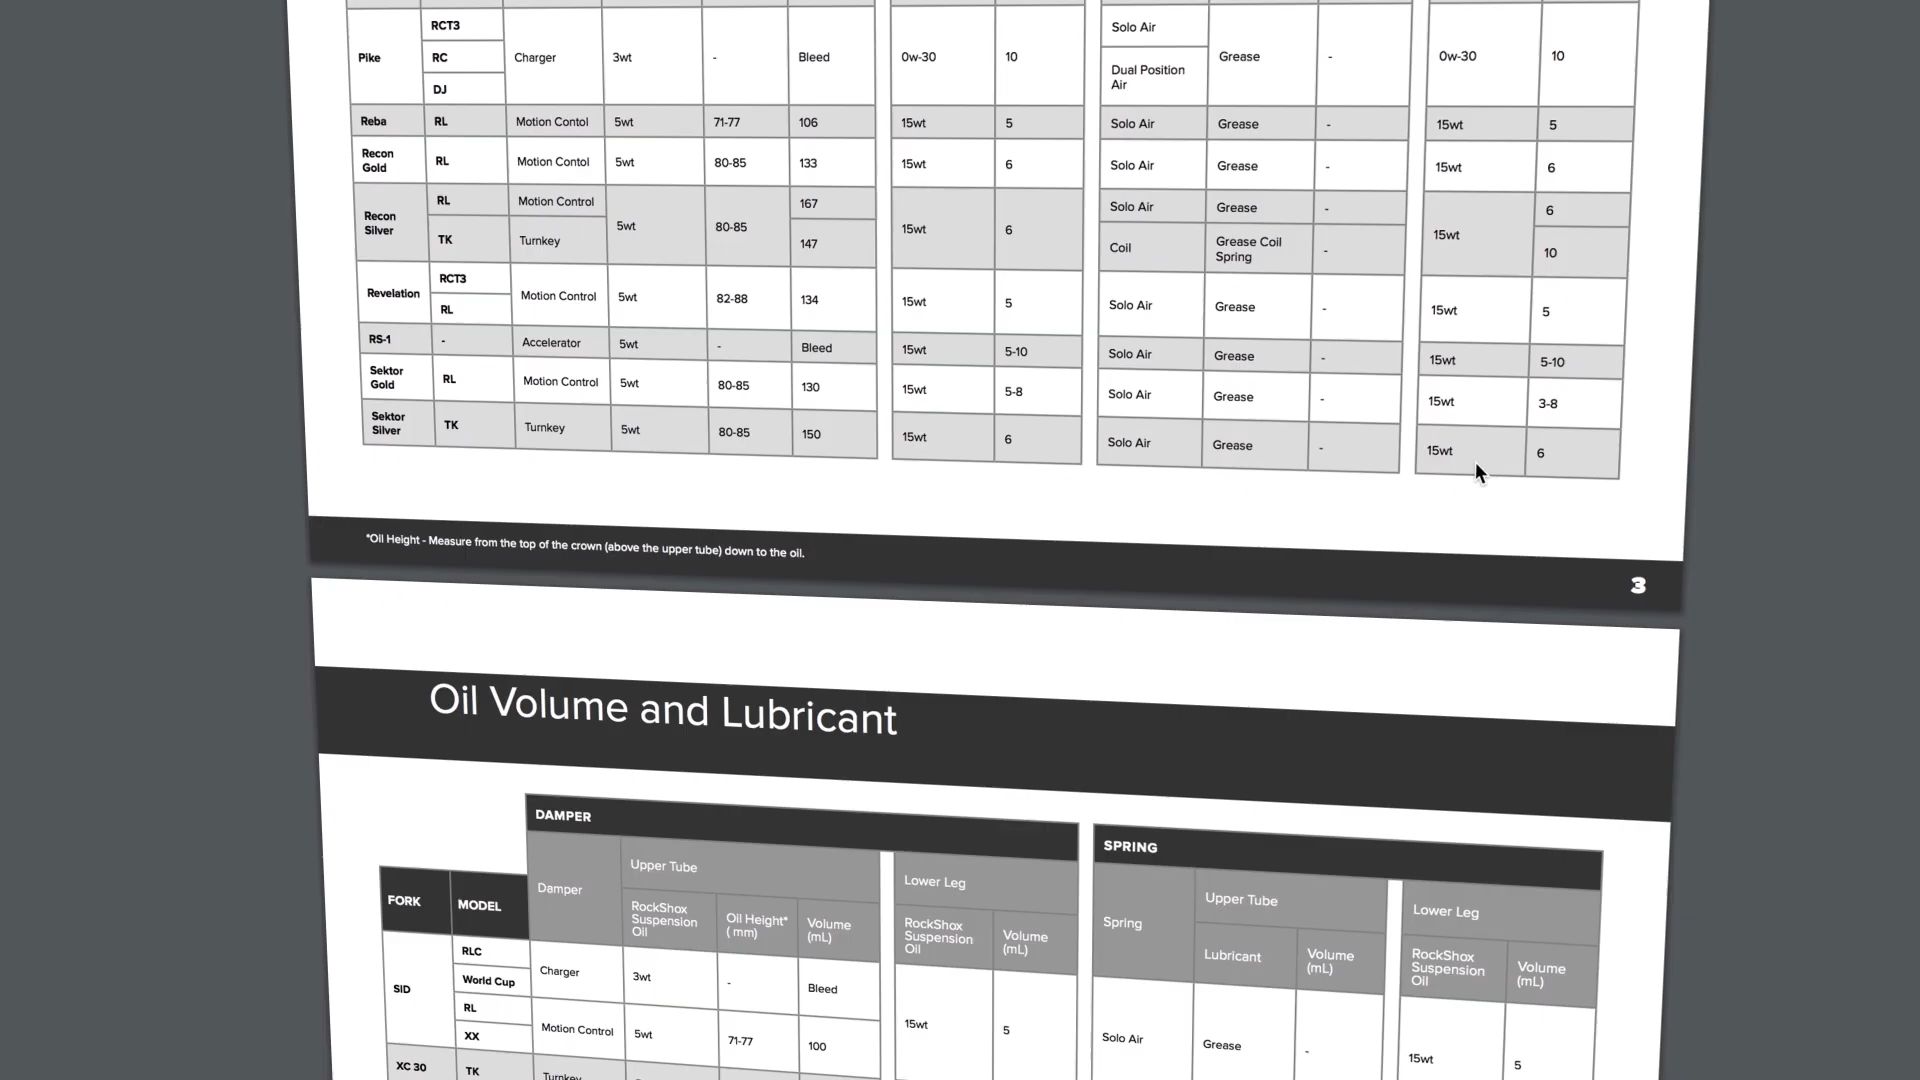 RCT3
RC
DJ
Pike
Charger
3wt
-
Bleed
0w-30
10
Solo Air
Dual Position
Air
Grease
-
0w-30
10
Reba RL Motion Contol 5wt 71-77 106 15wt 5 Solo Air Grease - 15wt 5
Recon
Gold
RL Motion Contol 5wt 80-85 133 15wt 6 Solo Air Grease - 15wt 6
Recon
Silver
RL Motion Control
TK Turnkey
5wt
80-85
167
147
15wt
6
Solo Air Grease -
Coil
Grease Coil
Spring
-
15wt
6
10
Revelation
RCT3
RL
Motion Control 5wt 82-88 134 15wt 5 Solo Air Grease - 15wt 5
RS-1 - Accelerator 5wt - Bleed 15wt 5-10 Solo Air Grease - 15wt 5-10
Sektor
Gold
RL Motion Control 5wt 80-85 130 15wt 5-8 Solo Air Grease - 15wt 3-8
Sektor
Silver
TK Turnkey 5wt 80-85 150 15wt 6 Solo Air Grease - 15wt 6
*Oil Height - Measure from the top of the crown (above the upper tube) down to the oil.
3
Oil Volume and Lubricant
DAMPER
SPRING
FORK
MODEL
Damper
Upper Tube
RockShox
Suspension
Oil
Oil Height*
( mm)
Volume
(mL)
Lower Leg
RockShox
Suspension
Oil
Volume
(mL)
Spring
Upper Tube
Lubricant
Volume
(mL)
Lower Leg
RockShox
Suspension
Oil
Volume
(mL)
SID
RLC
World Cup
RL
XX
Charger 3wt - Bleed
Motion Control 5wt 71-77 100
15wt 5 Solo Air Grease - 15wt 5
XC 30 TK Turnkey